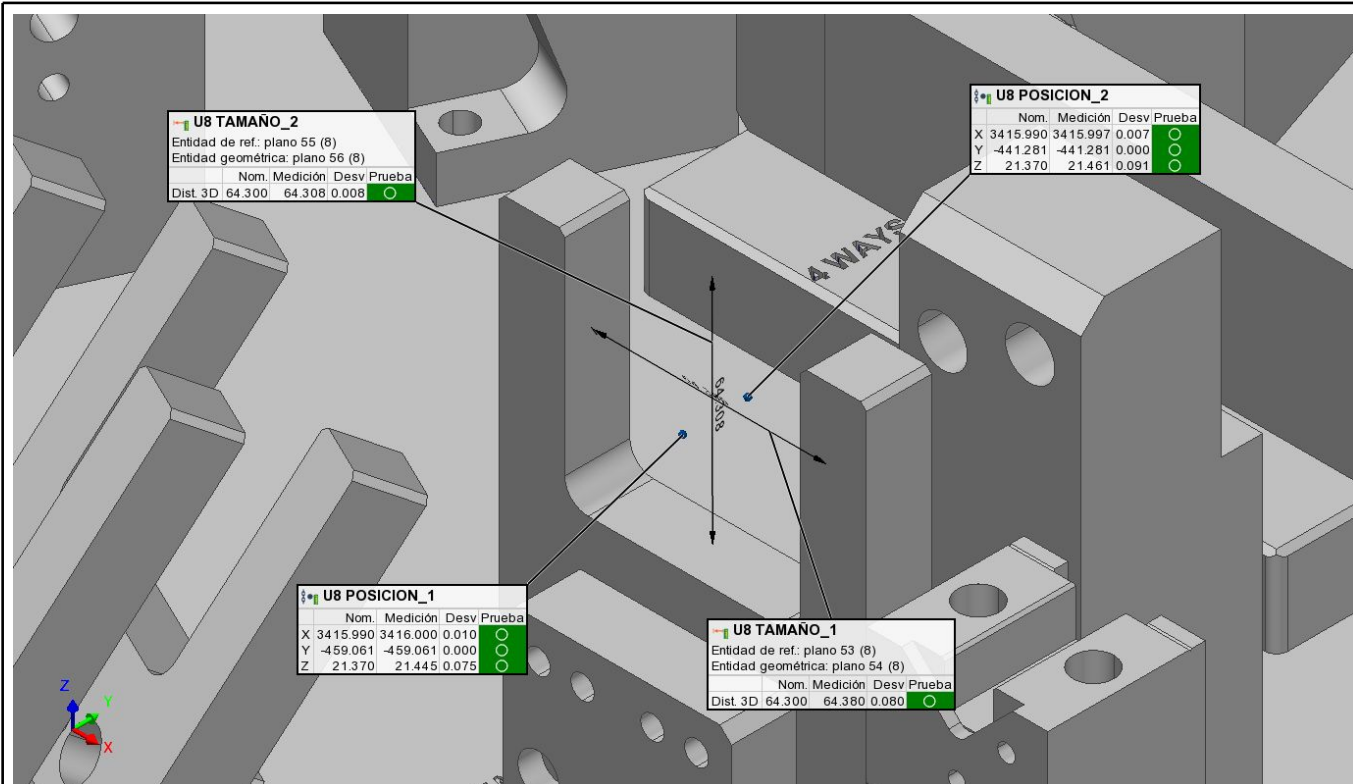 U8 TAMAÑO_2
Entidad de ref.: plano 55 (8)
Entidad geométrica: plano 56 (8)
Nom. Medición Desv Prueba
Dist. 3D 64.300 64.308 0.008
U8 POSICION_2
Nom. Medición Desv Prueba
X 3415.990 3415.997 0.007
Y -441.281 -441.281 0.000
Z 21.370 21.461 0.091
4 WAYS
64.308
U8 POSICION_1
Nom. Medición Desv Prueba
X 3415.990 3416.000 0.010
Y -459.061 -459.061 0.000
Z 21.370 21.445 0.075
U8 TAMAÑO_1
Entidad de ref.: plano 53 (8)
Entidad geométrica: plano 54 (8)
Nom. Medición Desv Prueba
Dist. 3D 64.300 64.380 0.080
Z
Y
X